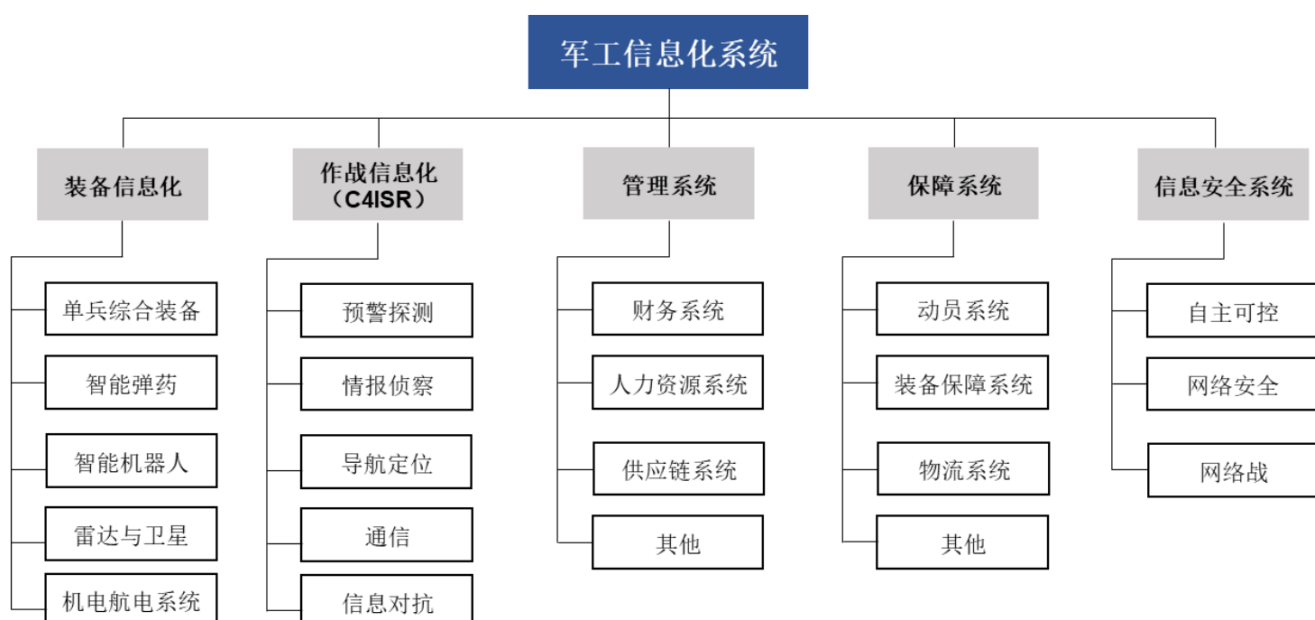 军工信息化系统
装备信息化
单兵综合装备
智能弹药
智能机器人
雷达与卫星
机电航电系统
作战信息化
（C4ISR）
预警探测
情报侦察
导航定位
通信
信息对抗
管理系统
财务系统
人力资源系统
供应链系统
其他
保障系统
动员系统
装备保障系统
物流系统
其他
信息安全系统
自主可控
网络安全
网络战